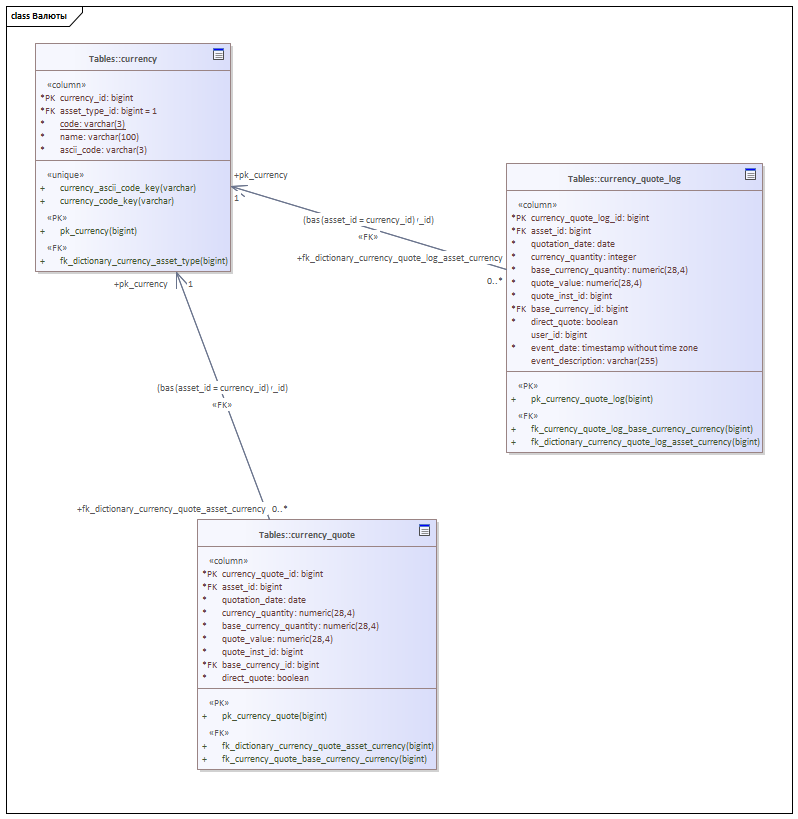 class Валюты
Tables::currency
«column»
*PK currency_id: bigint
*FK asset_type_id: bigint = 1
* code: varchar(3)
* name: varchar(100)
* ascii_code: varchar(3)
«unique»
+ currency_ascii_code_key(varchar)
+ currency_code_key(varchar)
«PK»
+ pk_currency(bigint)
«FK»
+ fk_dictionary_currency_asset_type(bigint)
+pk_currency
1
(bas (asset_id = currency_id) _id)
«FK»
+fk_dictionary_currency_quote_log_asset_currency
0..*
Tables::currency_quote_log
«column»
*PK currency_quote_log_id: bigint
*FK asset_id: bigint
* quotation_date: date
* currency_quantity: integer
* base_currency_quantity: numeric(28,4)
* quote_value: numeric(28,4)
* quote_inst_id: bigint
*FK base_currency_id: bigint
* direct_quote: boolean
user_id: bigint
* event_date: timestamp without time zone
event_description: varchar(255)
«PK»
+ pk_currency_quote_log(bigint)
«FK»
+ fk_currency_quote_log_base_currency_currency(bigint)
+ fk_dictionary_currency_quote_log_asset_currency(bigint)
+pk_currency
1
(bas (asset_id = currency_id) _id)
«FK»
+fk_dictionary_currency_quote_asset_currency
0..*
Tables::currency_quote
«column»
*PK currency_quote_id: bigint
*FK asset_id: bigint
* quotation_date: date
* currency_quantity: numeric(28,4)
* base_currency_quantity: numeric(28,4)
* quote_value: numeric(28,4)
* quote_inst_id: bigint
*FK base_currency_id: bigint
* direct_quote: boolean
«PK»
+ pk_currency_quote(bigint)
«FK»
+ fk_dictionary_currency_quote_asset_currency(bigint)
+ fk_currency_quote_base_currency_currency(bigint)